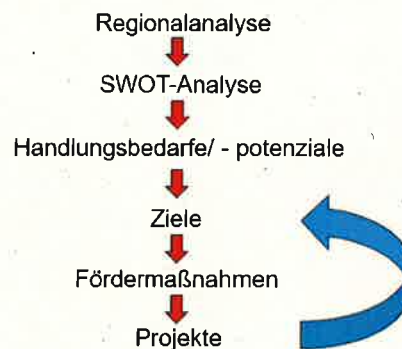 Regionalanalyse
SWOT-Analyse
Handlungsbedarfe/ - potenziale
Ziele
Fördermaßnahmen
Projekte